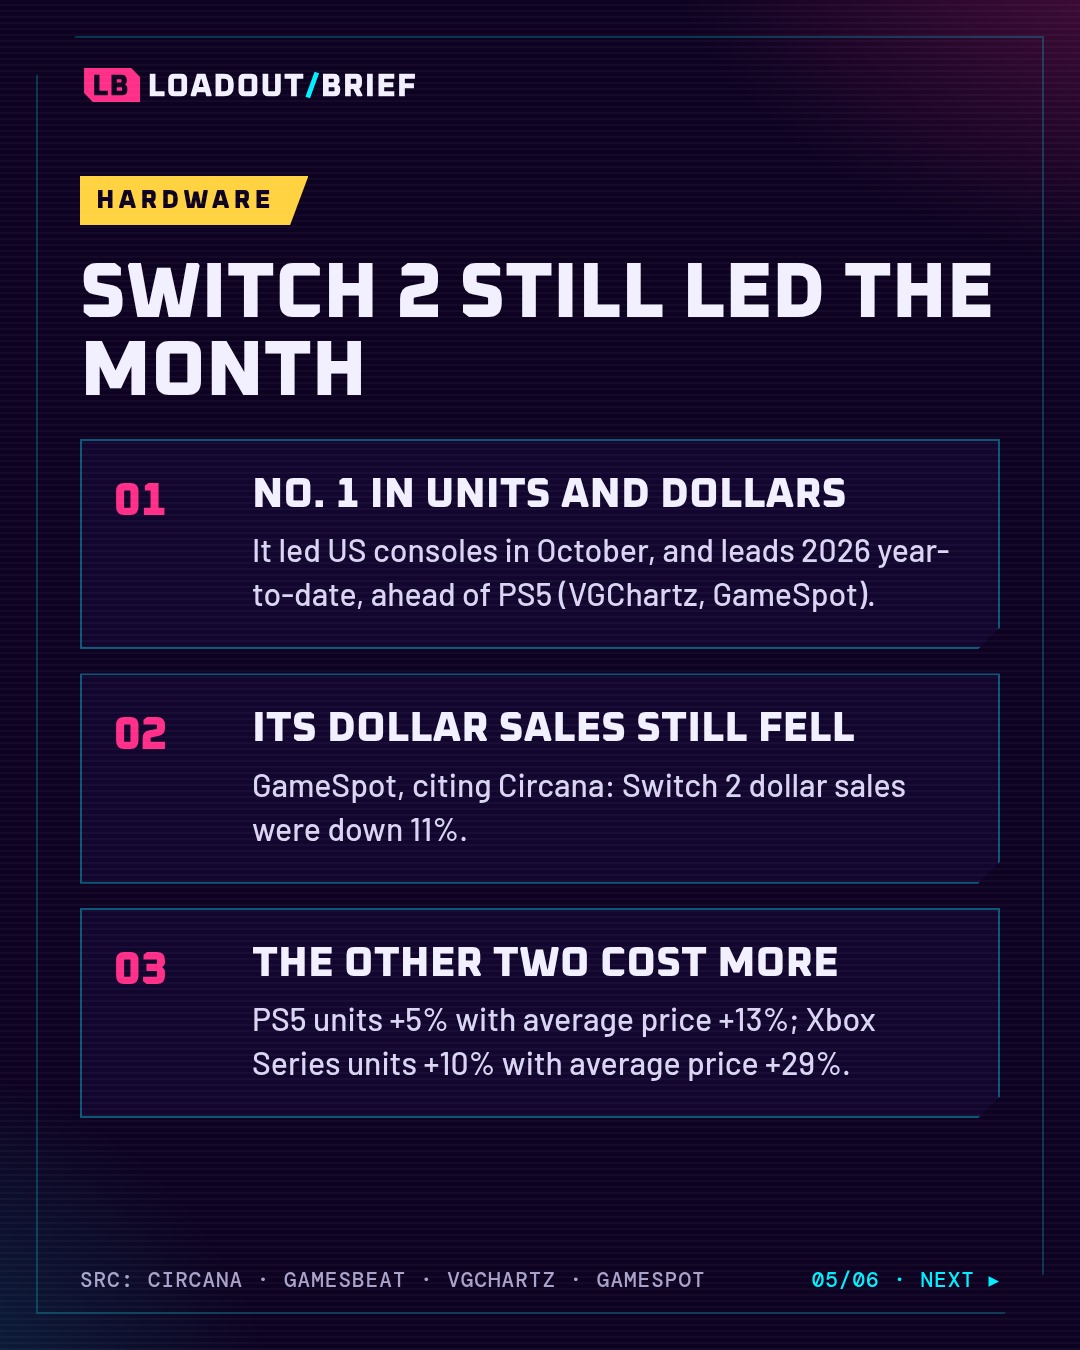 LB LOADOUT/BRIEF
HARDWARE
SWITCH 2 STILL LED THE
MONTH
01
NO. 1 IN UNITS AND DOLLARS
It led US consoles in October, and leads 2026 year-
to-date, ahead of PS5 (VGChartz, GameSpot).
02
ITS DOLLAR SALES STILL FELL
GameSpot, citing Circana: Switch 2 dollar sales
were down 11%.
03
THE OTHER TWO COST MORE
PS5 units +5% with average price +13%; Xbox
Series units +10% with average price +29%.
SRC: CIRCANA · GAMESBEAT · VGCHARTZ · GAMESPOT
05/06 · NEXT ▶